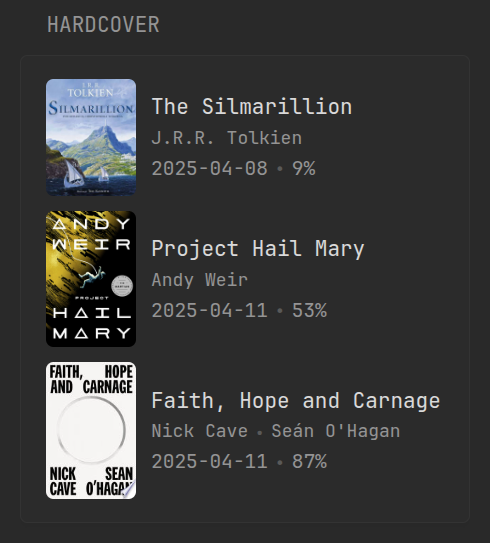 HARDCOVER
J.R.R.
TOLKIEN
SILMARILLION
The Silmarillion
J.R.R. Tolkien
2025-04-08 • 9%
ANDY
WEIR
PROJECT
HAIL
MARY
Project Hail Mary
Andy Weir
2025-04-11 • 53%
FAITH, HOPE
AND CARNAGE
NICK SEAN
CAVE O'HAGAN
Faith, Hope and Carnage
Nick Cave • Seán O'Hagan
2025-04-11 • 87%